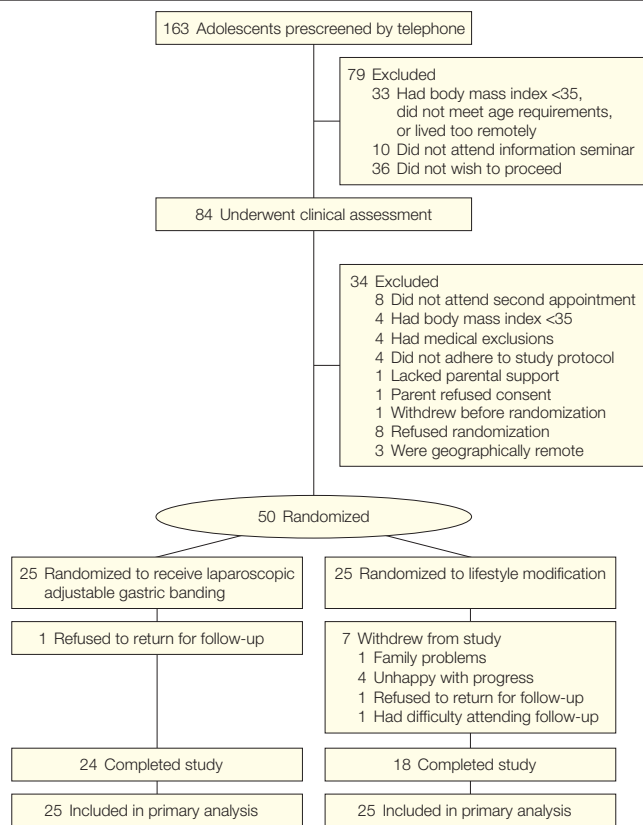 163 Adolescents prescreened by telephone
79 Excluded
33 Had body mass index <35,
did not meet age requirements,
or lived too remotely
10 Did not attend information seminar
36 Did not wish to proceed
84 Underwent clinical assessment
34 Excluded
8 Did not attend second appointment
4 Had body mass index <35
4 Had medical exclusions
4 Did not adhere to study protocol
1 Lacked parental support
1 Parent refused consent
1 Withdrew before randomization
8 Refused randomization
3 Were geographically remote
50 Randomized
25 Randomized to receive laparoscopic
adjustable gastric banding
1 Refused to return for follow-up
24 Completed study
25 Included in primary analysis
25 Randomized to lifestyle modification
7 Withdrew from study
1 Family problems
4 Unhappy with progress
1 Refused to return for follow-up
1 Had difficulty attending follow-up
18 Completed study
25 Included in primary analysis